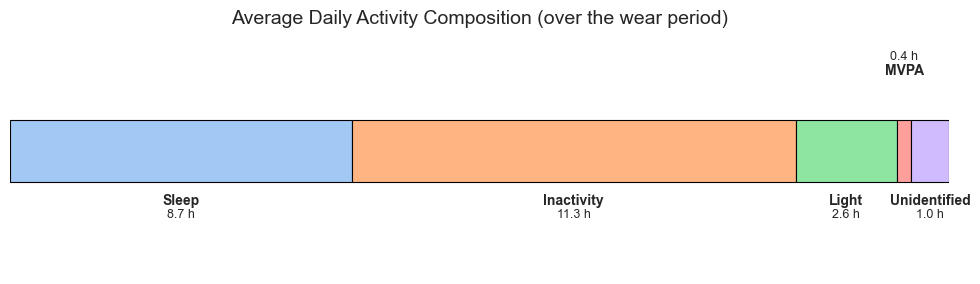 Average Daily Activity Composition (over the wear period)
0.4 h
MVPA
Sleep
8.7 h
Inactivity
11.3 h
Light
2.6 h
Unidentified
1.0 h